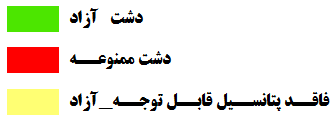 دشت آزاد
دشت ممنوعه
فاقد پتانسیل قابل توجه_آزاد